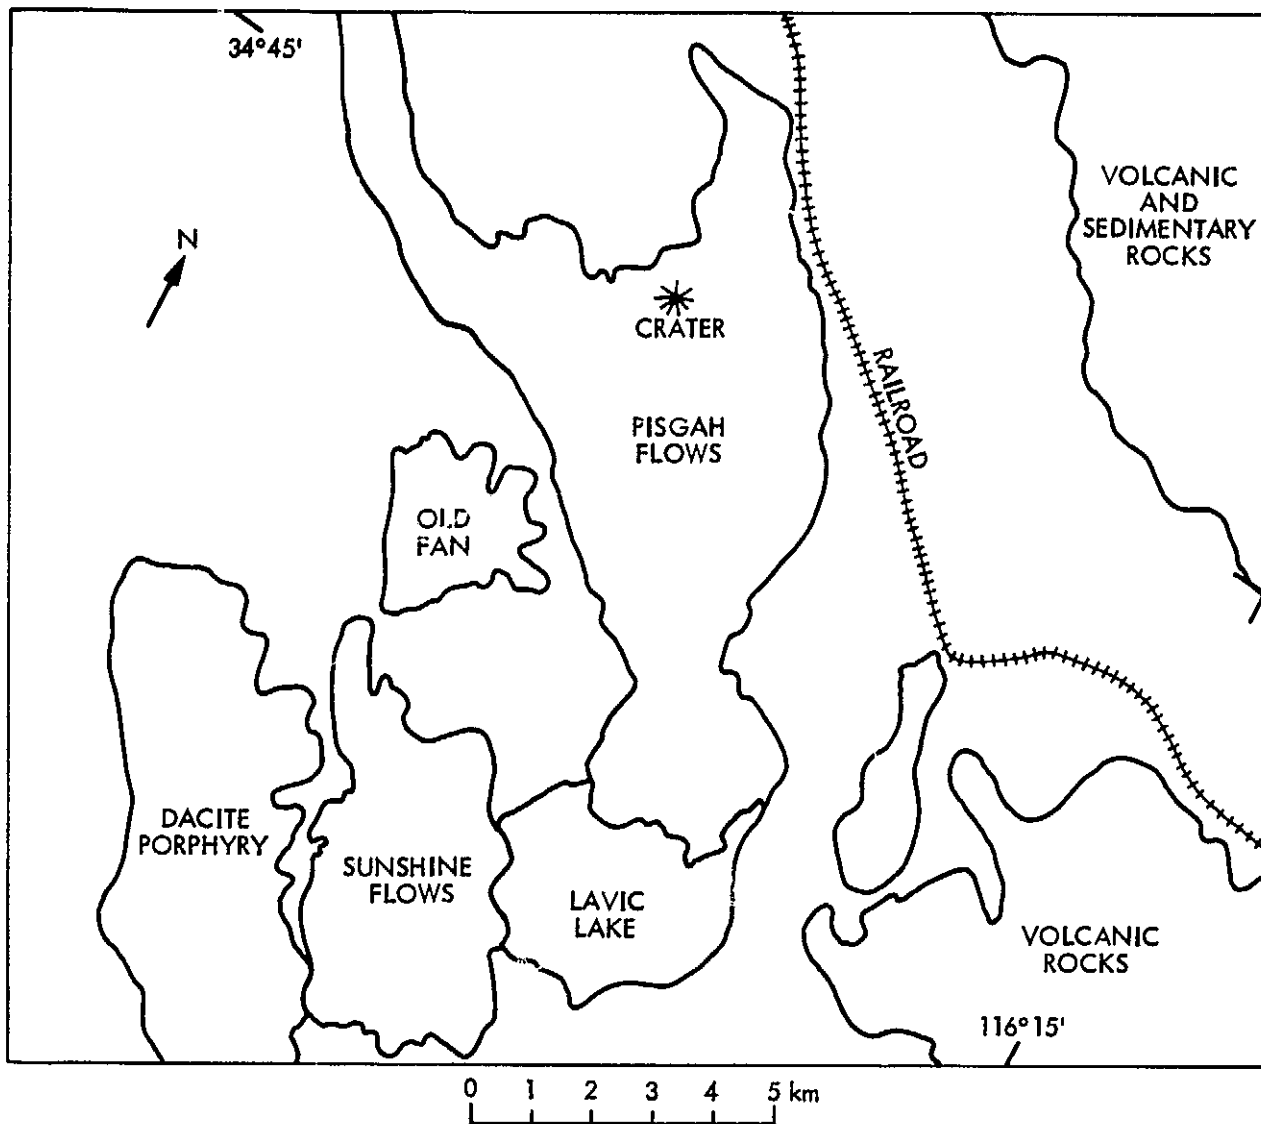 34°45'
N
VOLCANIC
AND
SEDIMENTARY
ROCKS
CRATER
RAILROAD
PISGAH
FLOWS
OLD
FAN
DACITE
PORPHYRY
SUNSHINE
FLOWS
LAVIC
LAKE
VOLCANIC
ROCKS
116°15'
0 1 2 3 4 5 km